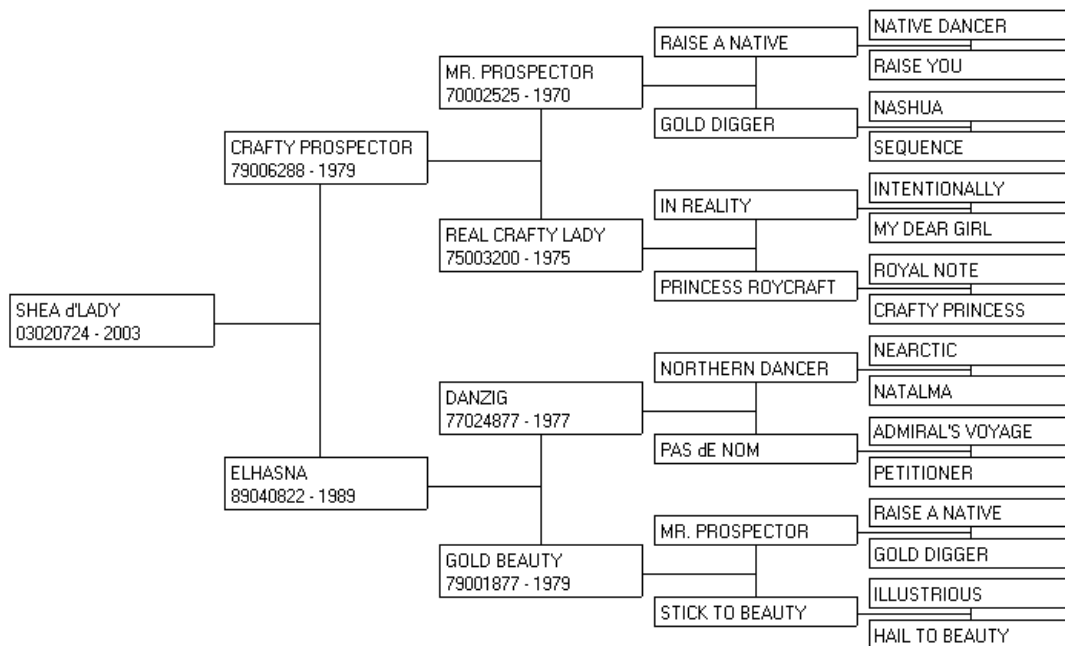 SHEA d'LADY
03020724 - 2003
CRAFTY PROSPECTOR
79006288 - 1979
ELHASNA
89040822 - 1989
MR. PROSPECTOR
70002525 - 1970
REAL CRAFTY LADY
75003200 - 1975
DANZIG
77024877 - 1977
GOLD BEAUTY
79001877 - 1979
RAISE A NATIVE
GOLD DIGGER
IN REALITY
PRINCESS ROYCRAFT
NORTHERN DANCER
PAS dE NOM
MR. PROSPECTOR
STICK TO BEAUTY
NATIVE DANCER
RAISE YOU
NASHUA
SEQUENCE
INTENTIONALLY
MY DEAR GIRL
ROYAL NOTE
CRAFTY PRINCESS
NEARCTIC
NATALMA
ADMIRAL'S VOYAGE
PETITIONER
RAISE A NATIVE
GOLD DIGGER
ILLUSTRIOUS
HAIL TO BEAUTY